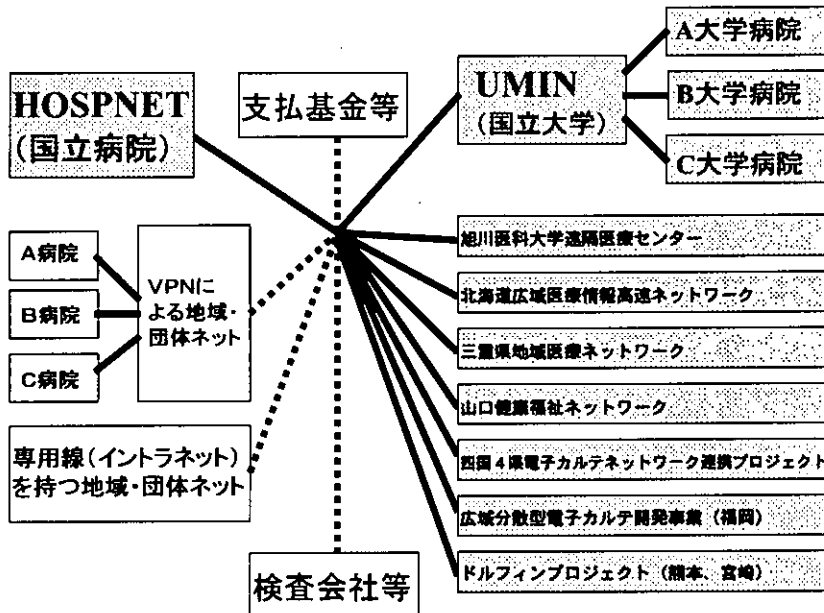 HOSPNET
(国立病院)
支払基金等
UMIN
(国立大学)
A大学病院
B大学病院
C大学病院
A病院
B病院
C病院
VPNに
よる地域・
団体ネット
専用線(イントラネット)
を持つ地域・団体ネット
検査会社等
旭川医科大学遠隔医療センター
北海道広域医療情報高速ネットワーク
三重県地域医療ネットワーク
山口健康福祉ネットワーク
四国4県電子カルテネットワーク連携プロジェクト
広域分散型電子カルテ開発事業(福岡)
ドルフィンプロジェクト(熊本、宮崎)